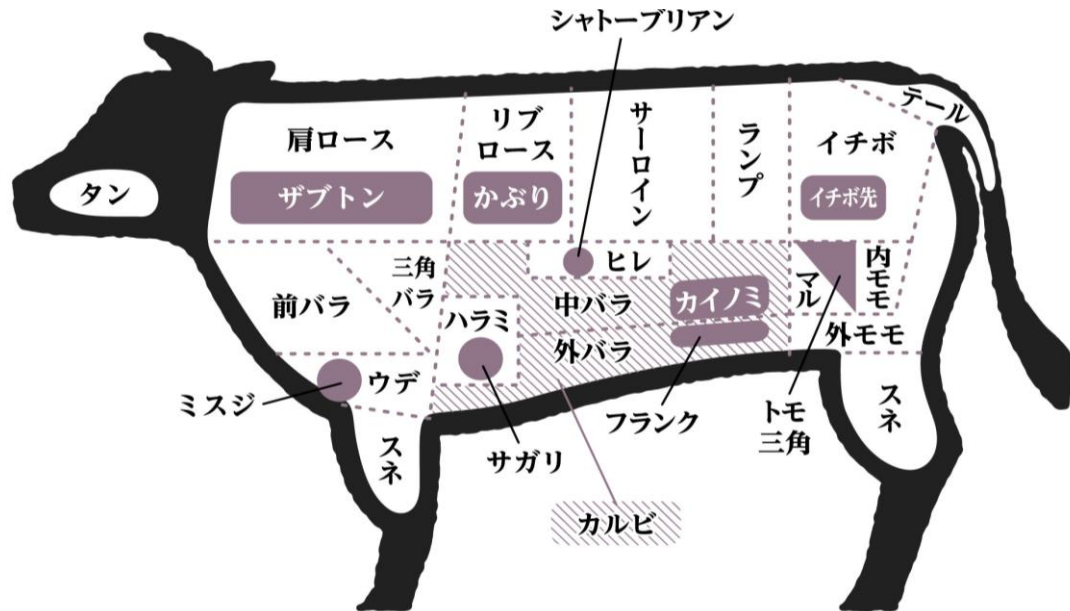 シャトーブリアン
テール
肩ロース
リブ
ロース
サーロイン
ランプ
イチボ
タン
ザブトン
かぶり
イチボ先
三角
バラ
ヒレ
マル
内モモ
前バラ
ハラミ
中バラ
カイノミ
外バラ
外モモ
ミスジ
ウデ
フランク
トモ
三角
スネ
スネ
サガリ
カルビ